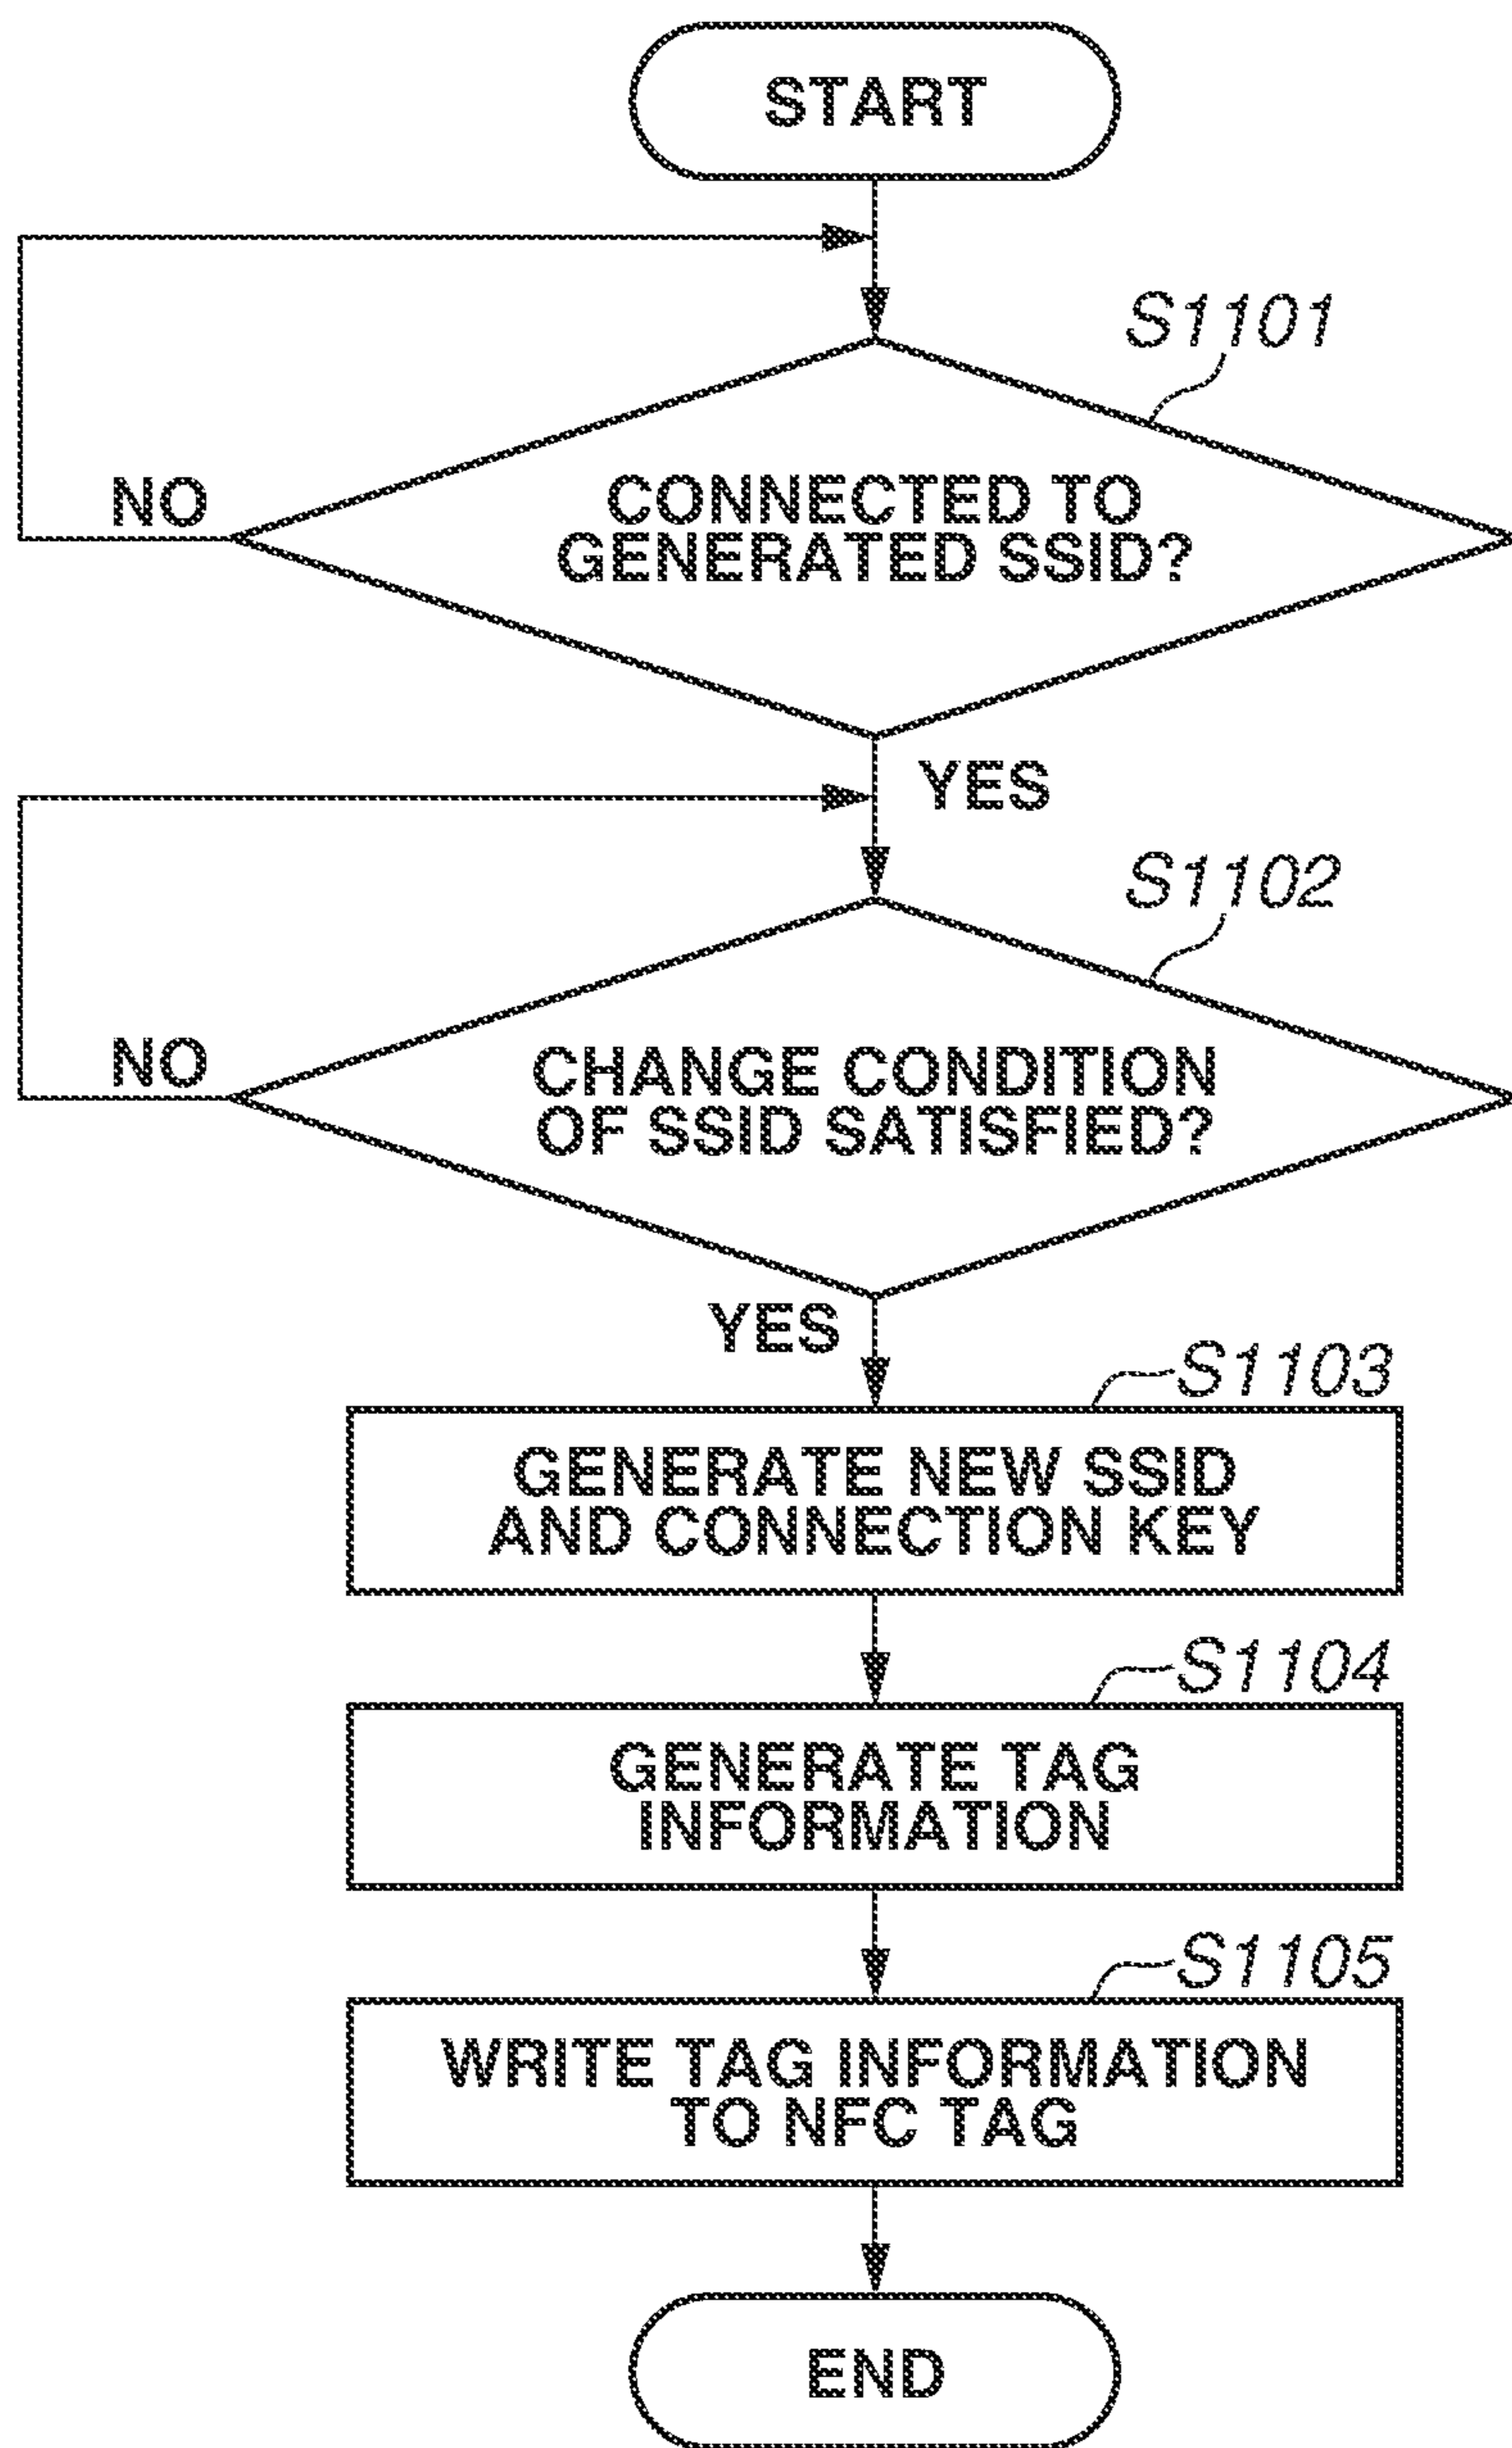 START
S1101
CONNECTED TO
GENERATED SSID?
NO
YES
S1102
CHANGE CONDITION
OF SSID SATISFIED?
NO
YES
S1103
GENERATE NEW SSID
AND CONNECTION KEY
S1104
GENERATE TAG
INFORMATION
S1105
WRITE TAG INFORMATION
TO NFC TAG
END